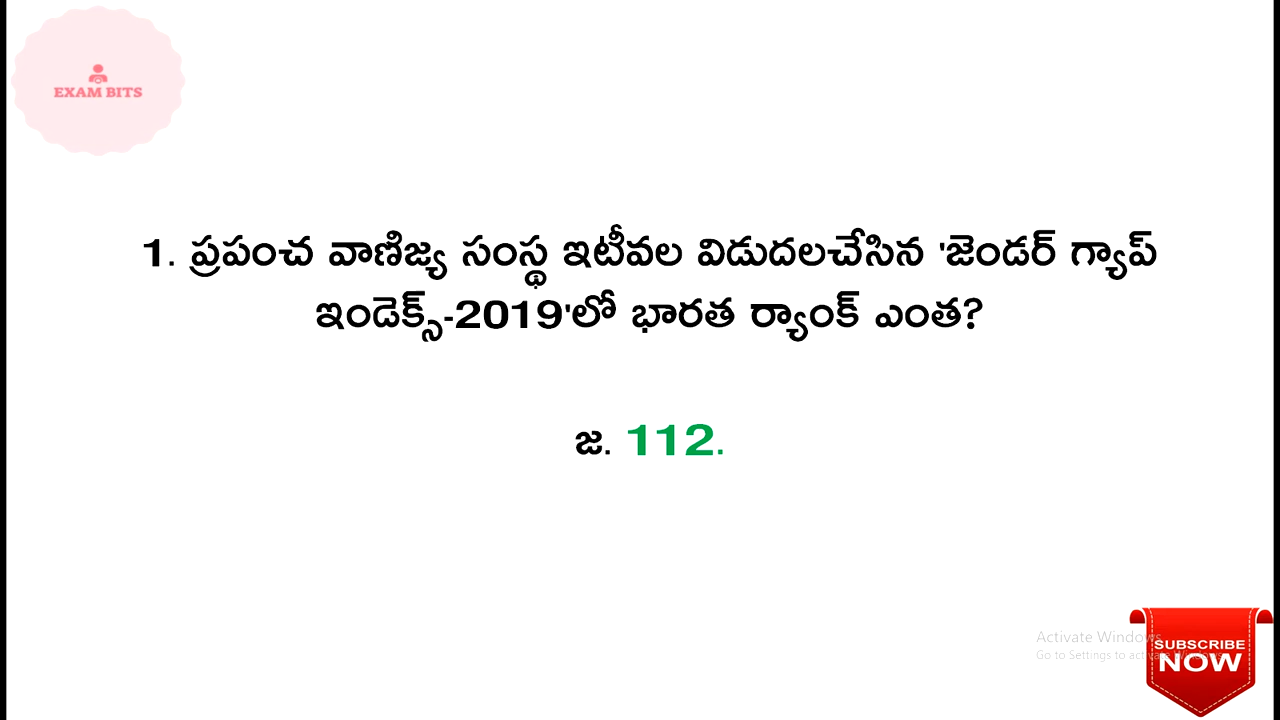 EXAM BITS
1. ప్రపంచ వాణిజ్య సంస్థ ఇటీవల విడుదలచేసిన 'జెండర్ గ్యాప్
ఇండెక్స్-2019'లో భారత ర్యాంక్ ఎంత?
జ. 112.
Activate Windows
Go to Settings to activate Windows.
SUBSCRIBE
NOW